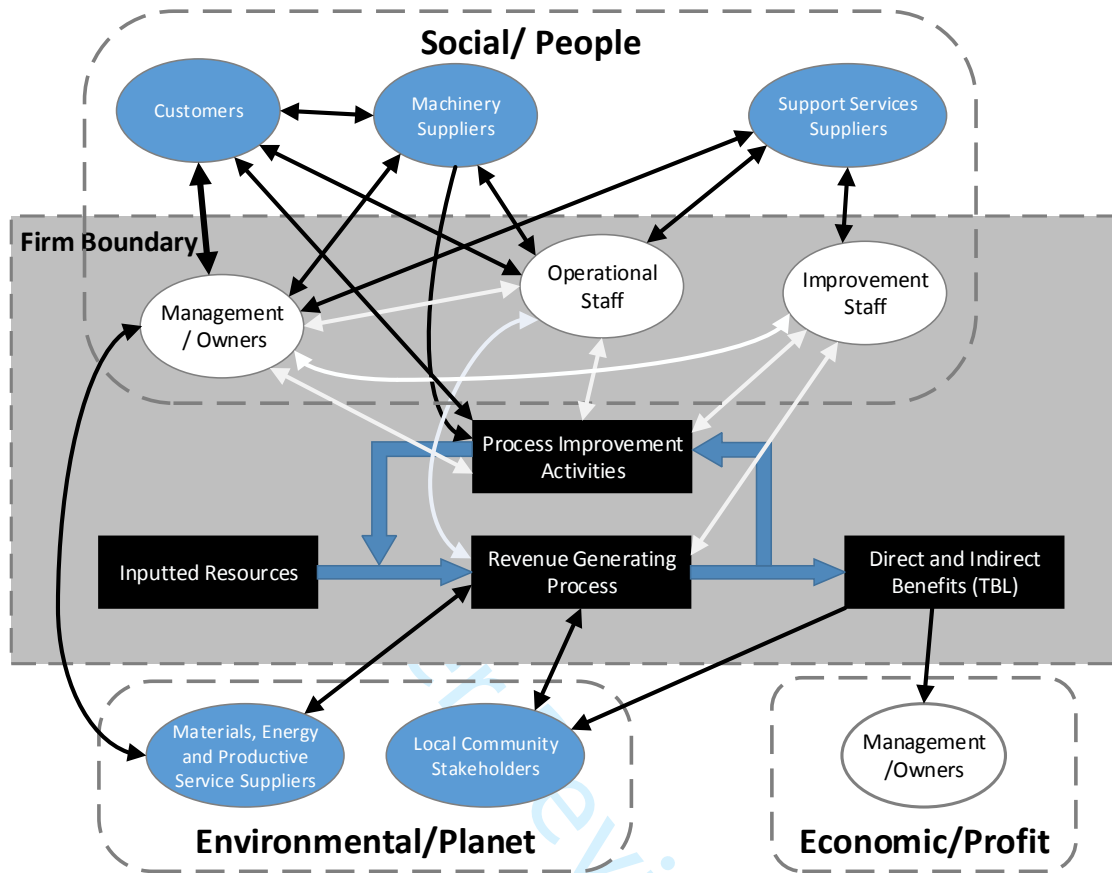 Social/ People
Customers
Machinery
Suppliers
Support Services
Suppliers
Firm Boundary
Management
/ Owners
Operational
Staff
Improvement
Staff
Process Improvement
Activities
Inputted Resources
Revenue Generating
Process
Direct and Indirect
Benefits (TBL)
Materials, Energy
and Productive
Service Suppliers
Local Community
Stakeholders
Management
/Owners
Environmental/Planet
Economic/Profit